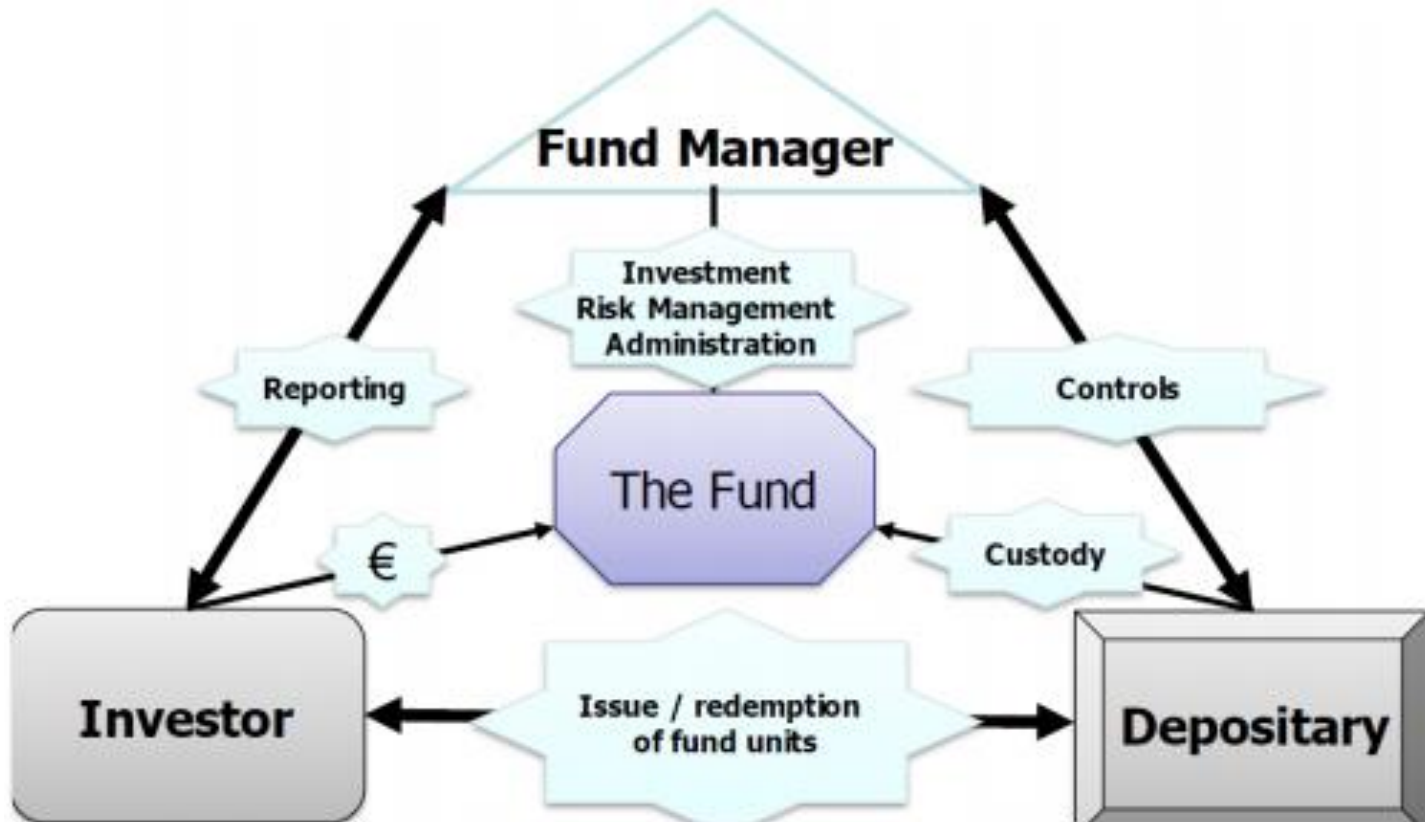 Fund Manager
Investment
Risk Management
Administration
Reporting
Controls
The Fund
€
Custody
Investor
Issue / redemption
of fund units
Depositary